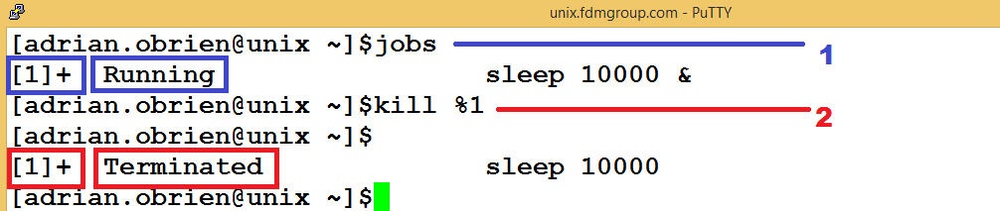 unix.fdmgroup.com - PuTTY
[adrian.obrien@unix ~]$jobs 1
[1]+ Running sleep 10000 &
[adrian.obrien@unix ~]$kill %1 2
[adrian.obrien@unix ~]$
[1]+ Terminated sleep 10000
[adrian.obrien@unix ~]$